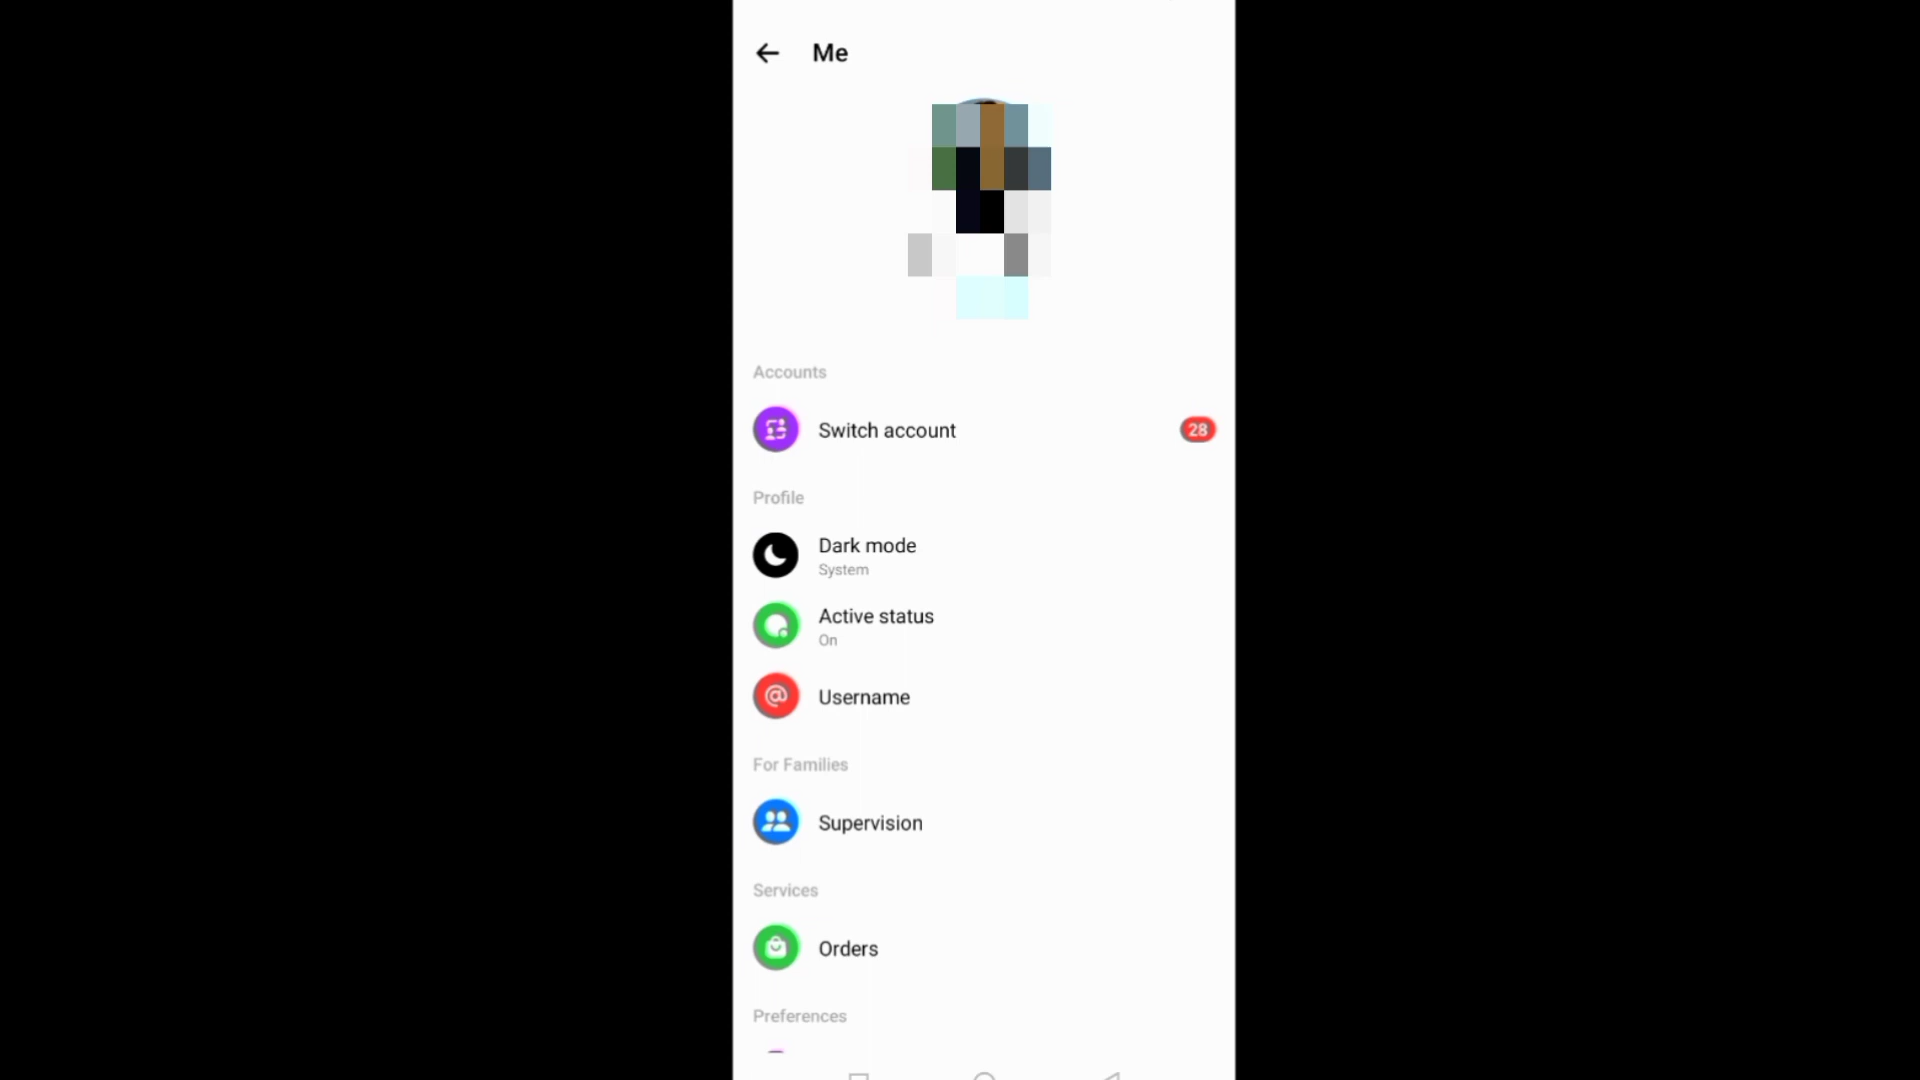 Me
Accounts
Switch account
28
Profile
Dark mode
System
Active status
On
Username
For Families
Supervision
Services
Orders
Preferences